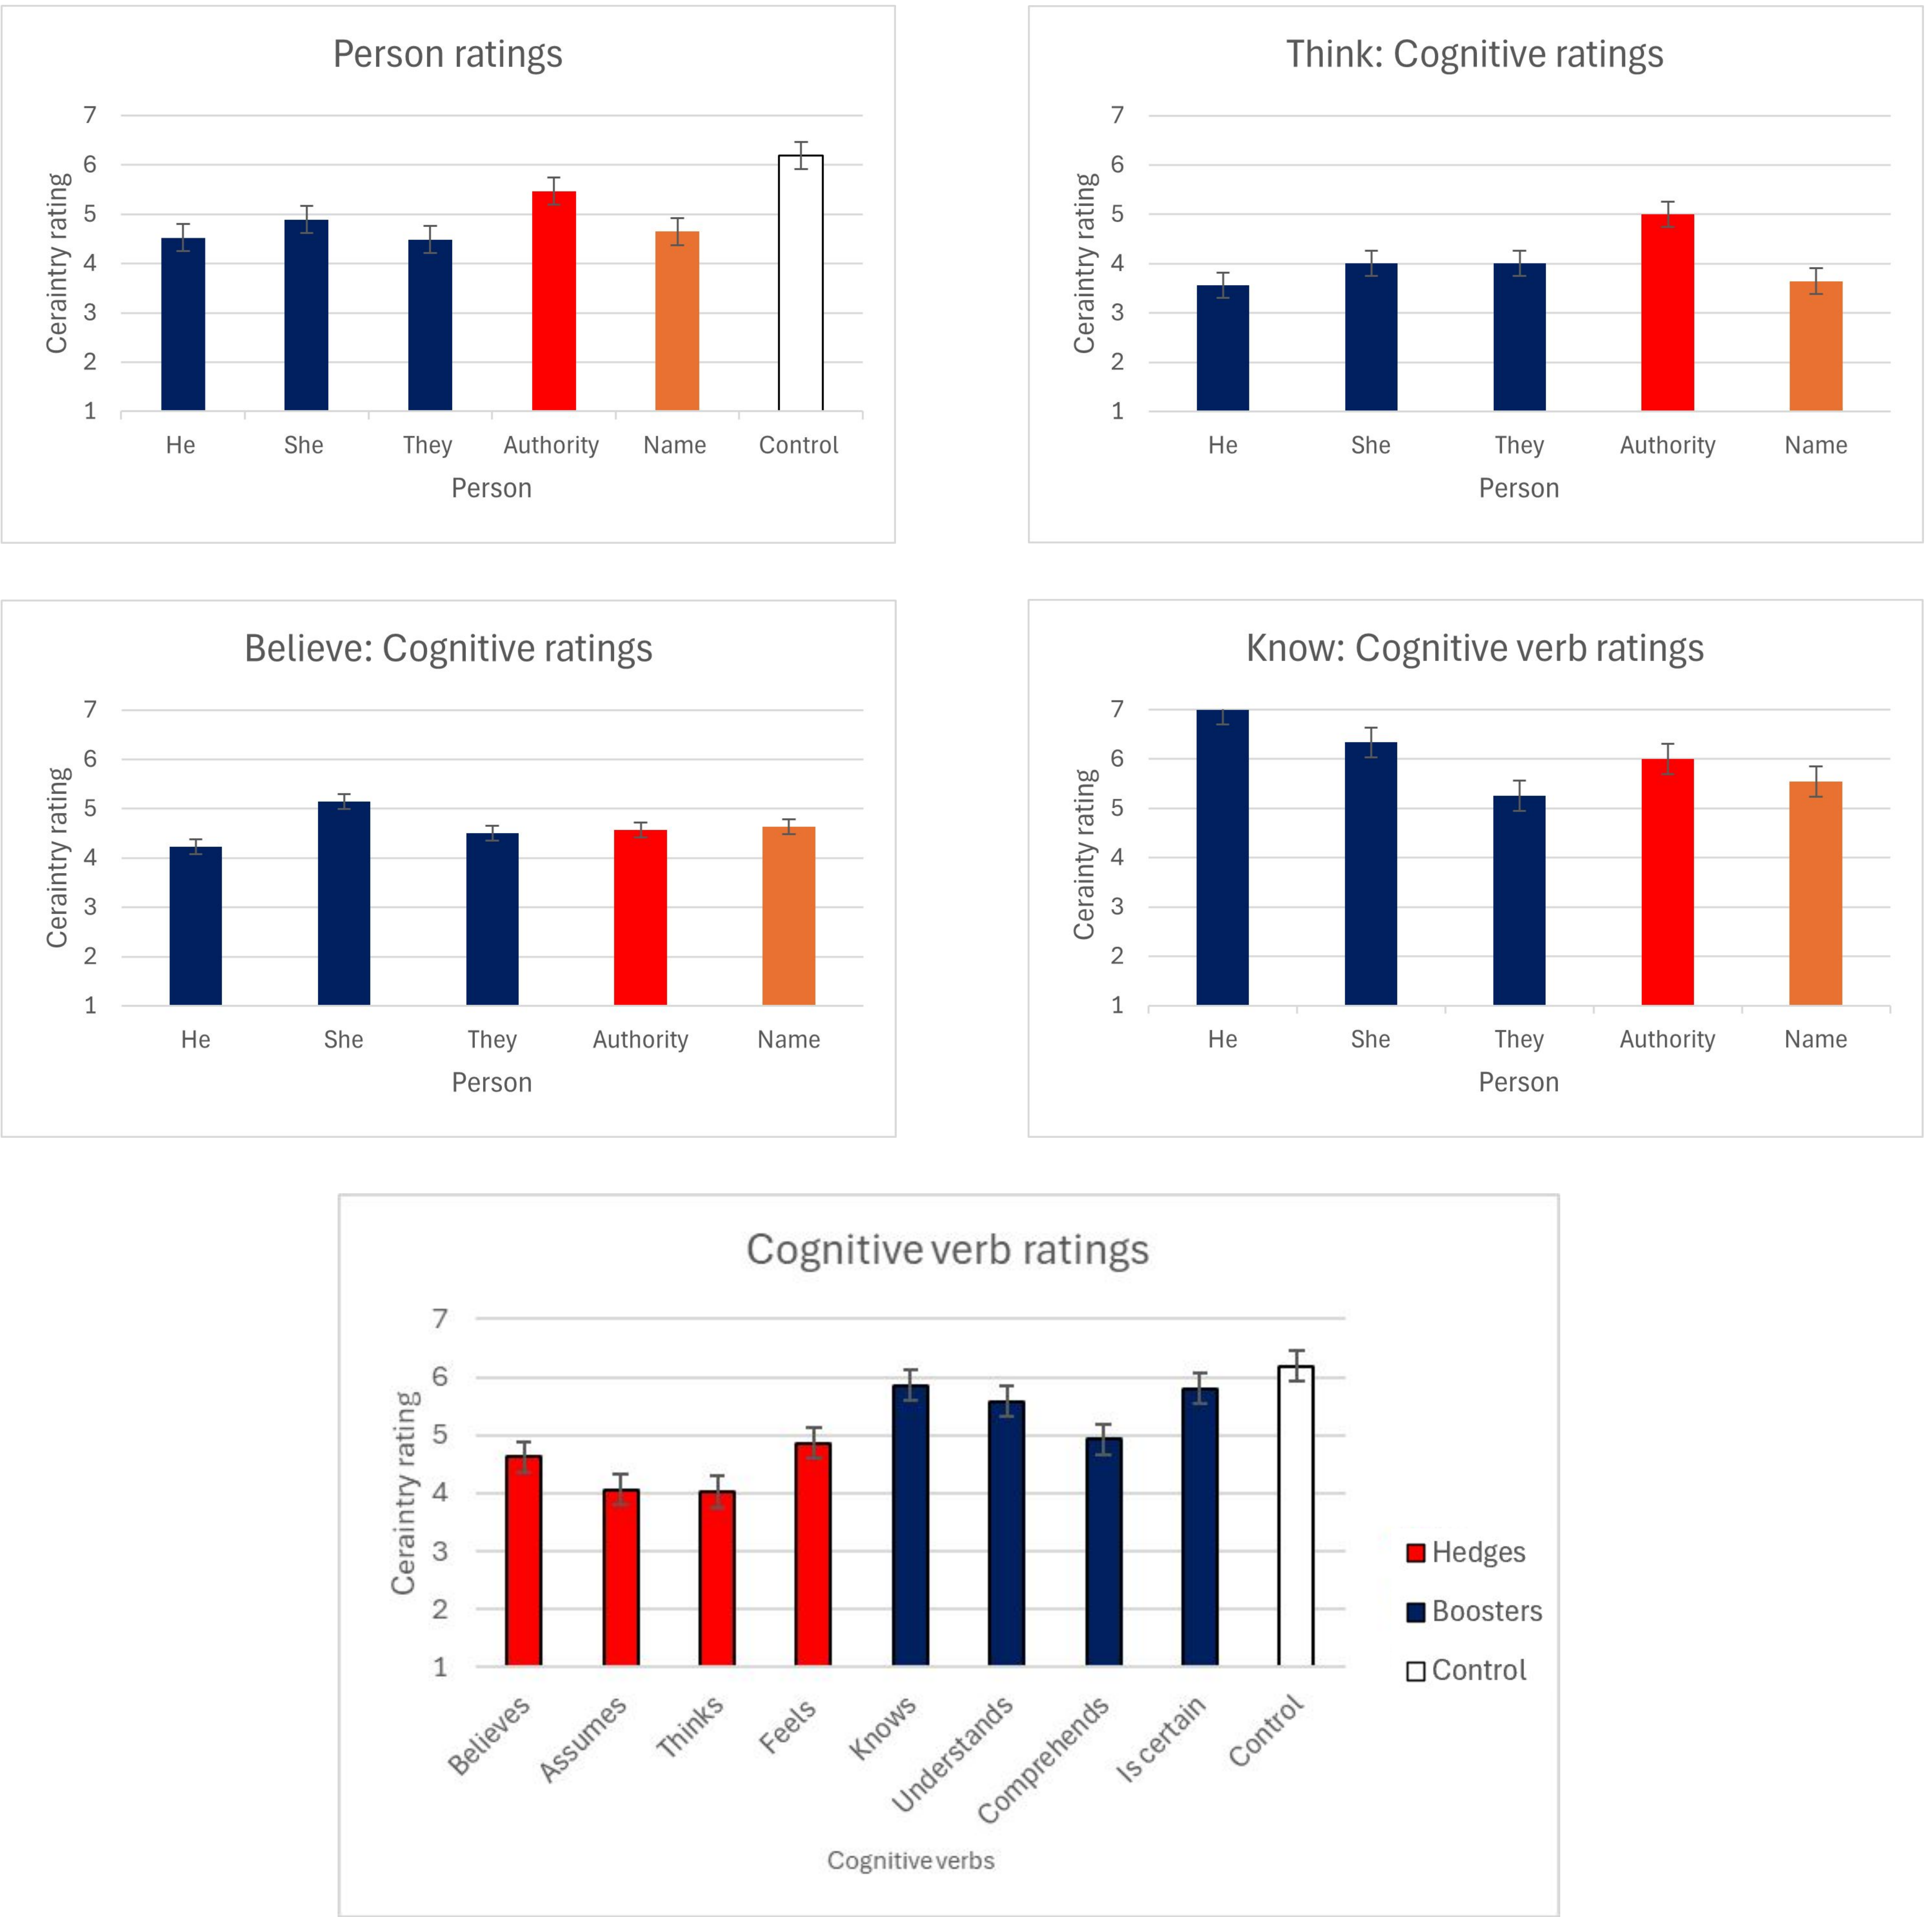 Person ratings
Ceraintry rating
7
6
5
4
3
2
1
He She They Authority Name Control
Person
Think: Cognitive ratings
Ceraintry rating
7
6
5
4
3
2
1
He She They Authority Name
Person
Believe: Cognitive ratings
Ceraintry rating
7
6
5
4
3
2
1
He She They Authority Name
Person
Know: Cognitive verb ratings
Cerainty rating
7
6
5
4
3
2
1
He She They Authority Name
Person
Cognitive verb ratings
Ceraintry rating
7
6
5
4
3
2
1
Believes Assumes Thinks Feels Knows Understands Comprehends Is certain Control
Cognitive verbs
Hedges
Boosters
Control